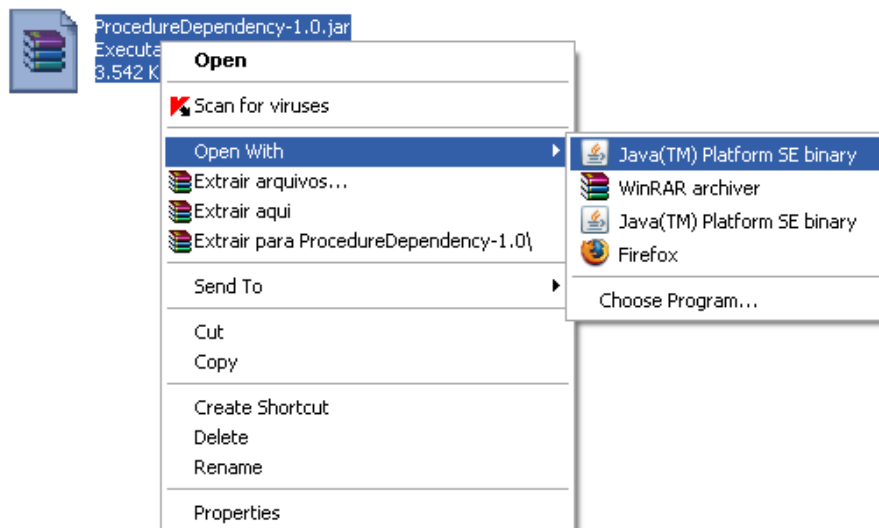 ProcedureDependency-1.0.jar
Executa
3.542 K
Open
Scan for viruses
Open With
Extrair arquivos...
Extrair aqui
Extrair para ProcedureDependency-1.0\
Send To
Cut
Copy
Create Shortcut
Delete
Rename
Properties
Java(TM) Platform SE binary
WinRAR archiver
Java(TM) Platform SE binary
Firefox
Choose Program...